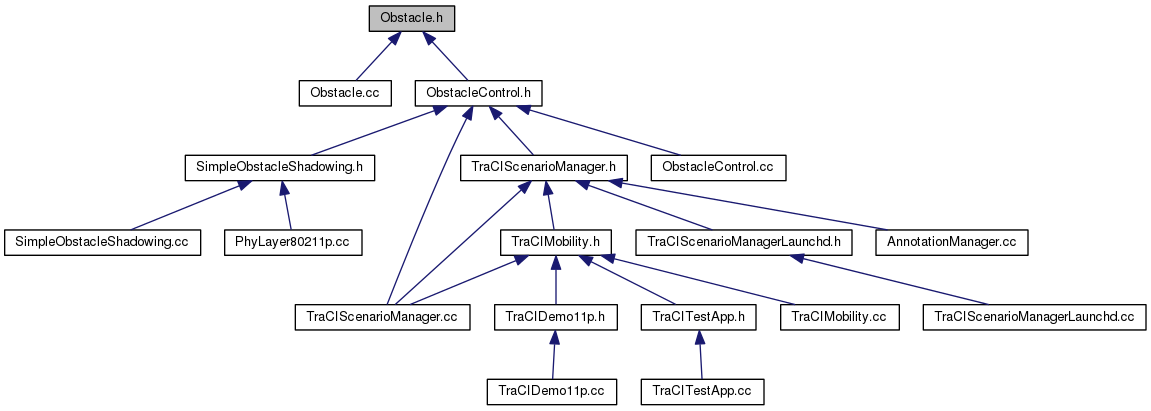 Obstacle.h
Obstacle.cc
ObstacleControl.h
SimpleObstacleShadowing.h
TraCIScenarioManager.h
ObstacleControl.cc
SimpleObstacleShadowing.cc
PhyLayer80211p.cc
TraCIMobility.h
TraCIScenarioManagerLaunchd.h
AnnotationManager.cc
TraCIScenarioManager.cc
TraCIDemo11p.h
TraCITestApp.h
TraCIMobility.cc
TraCIScenarioManagerLaunchd.cc
TraCIDemo11p.cc
TraCITestApp.cc